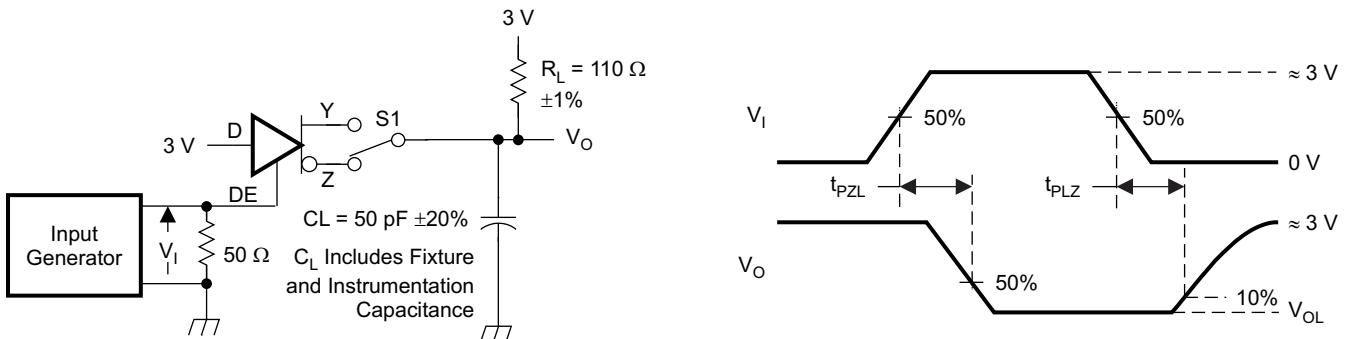 3 V
R_L = 110 Ω
±1%
Y
S1
D
3 V
V_O
Z
DE
Input
Generator
V_I
50 Ω
CL = 50 pF ±20%
C_L Includes Fixture
and Instrumentation
Capacitance
≈ 3 V
V_I
50%
50%
0 V
t_PZL
t_PLZ
≈ 3 V
V_O
50%
10%
V_OL